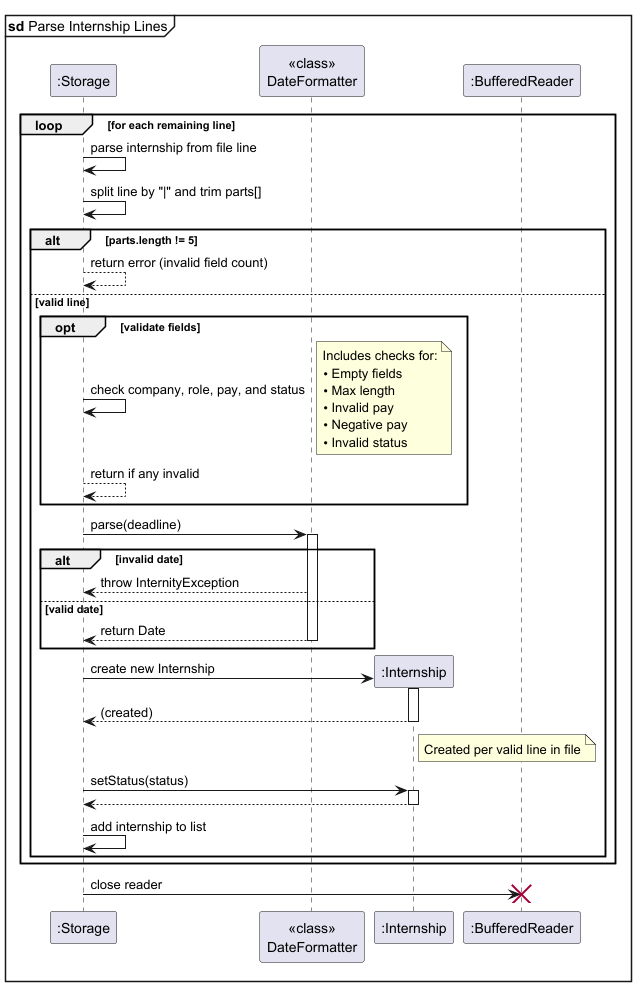 sd Parse Internship Lines
:Storage
«class»
DateFormatter
:BufferedReader
loop [for each remaining line]
parse internship from file line
split line by "|" and trim parts[]
alt [parts.length != 5]
return error (invalid field count)
[valid line]
opt [validate fields]
Includes checks for:
• Empty fields
• Max length
• Invalid pay
• Negative pay
• Invalid status
check company, role, pay, and status
return if any invalid
parse(deadline)
alt [invalid date]
throw InternityException
[valid date]
return Date
create new Internship
:Internship
(created)
Created per valid line in file
setStatus(status)
add internship to list
close reader
:Storage
«class»
DateFormatter
:Internship
:BufferedReader